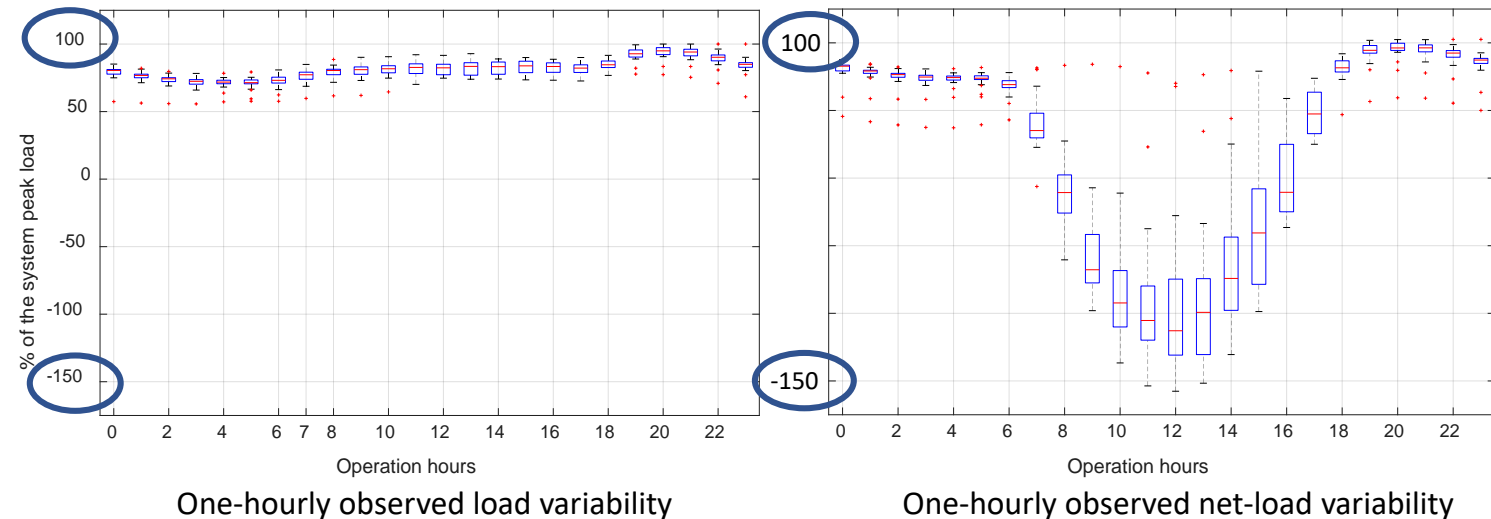 % of the system peak load
100
50
0
-50
-100
-150
0 2 4 6 7 8 10 12 14 16 18 20 22
Operation hours
One-hourly observed load variability
100
-150
0 2 4 6 8 10 12 14 16 18 20 22
Operation hours
One-hourly observed net-load variability